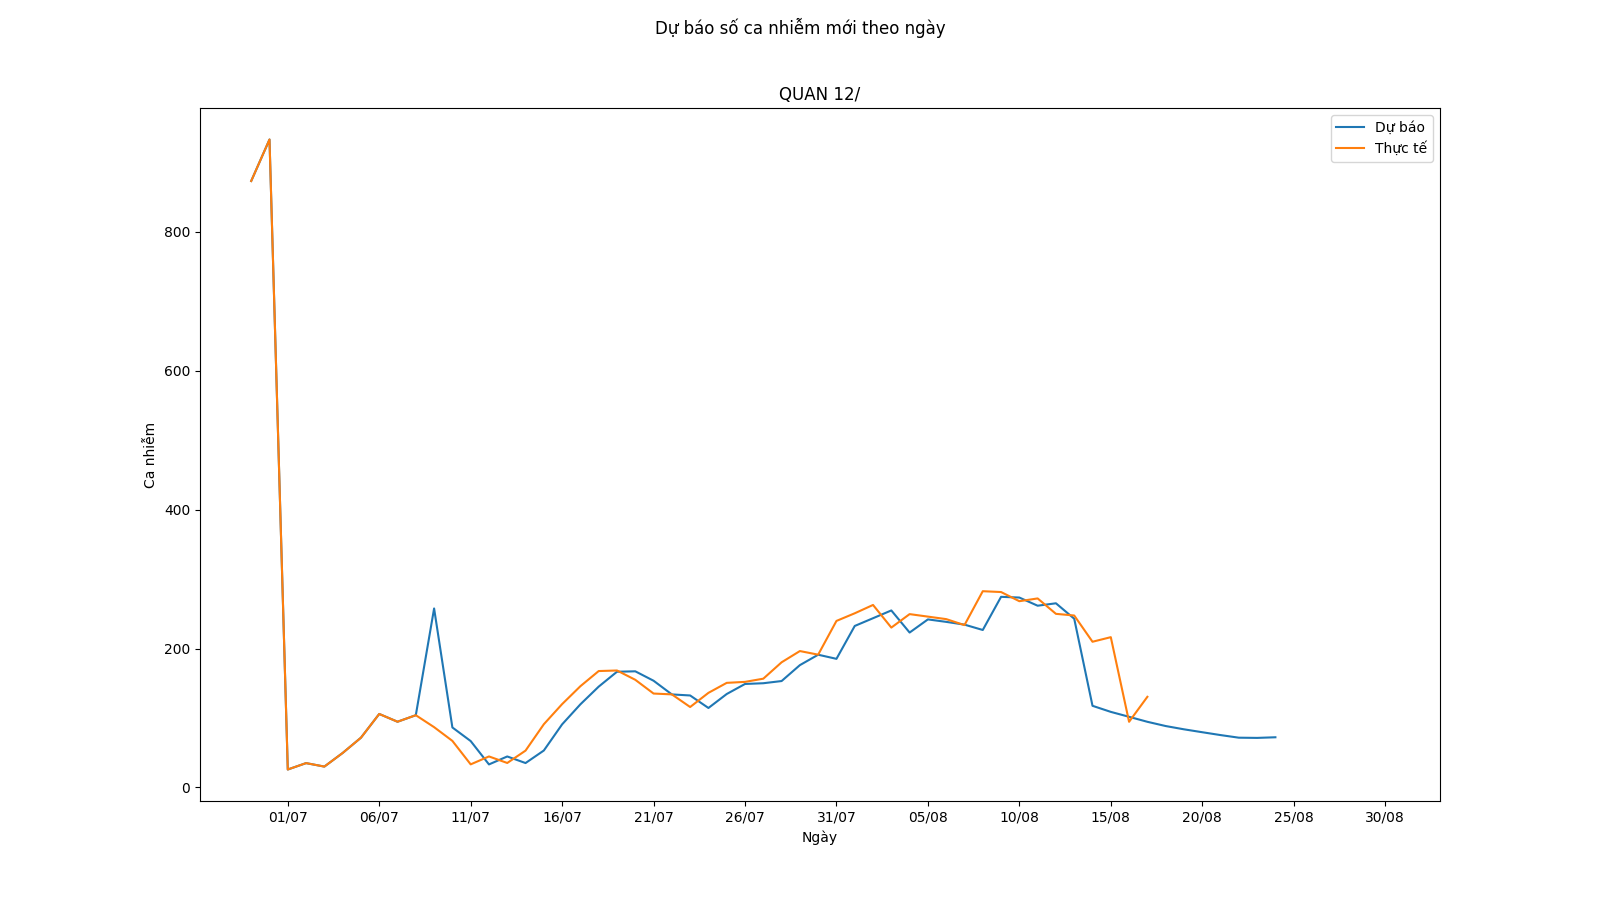 Dự báo số ca nhiễm mới theo ngày
QUAN 12/
Dự báo
Thực tế
800
600
400
200
0
Ca nhiễm
01/07 06/07 11/07 16/07 21/07 26/07 31/07 05/08 10/08 15/08 20/08 25/08 30/08
Ngày